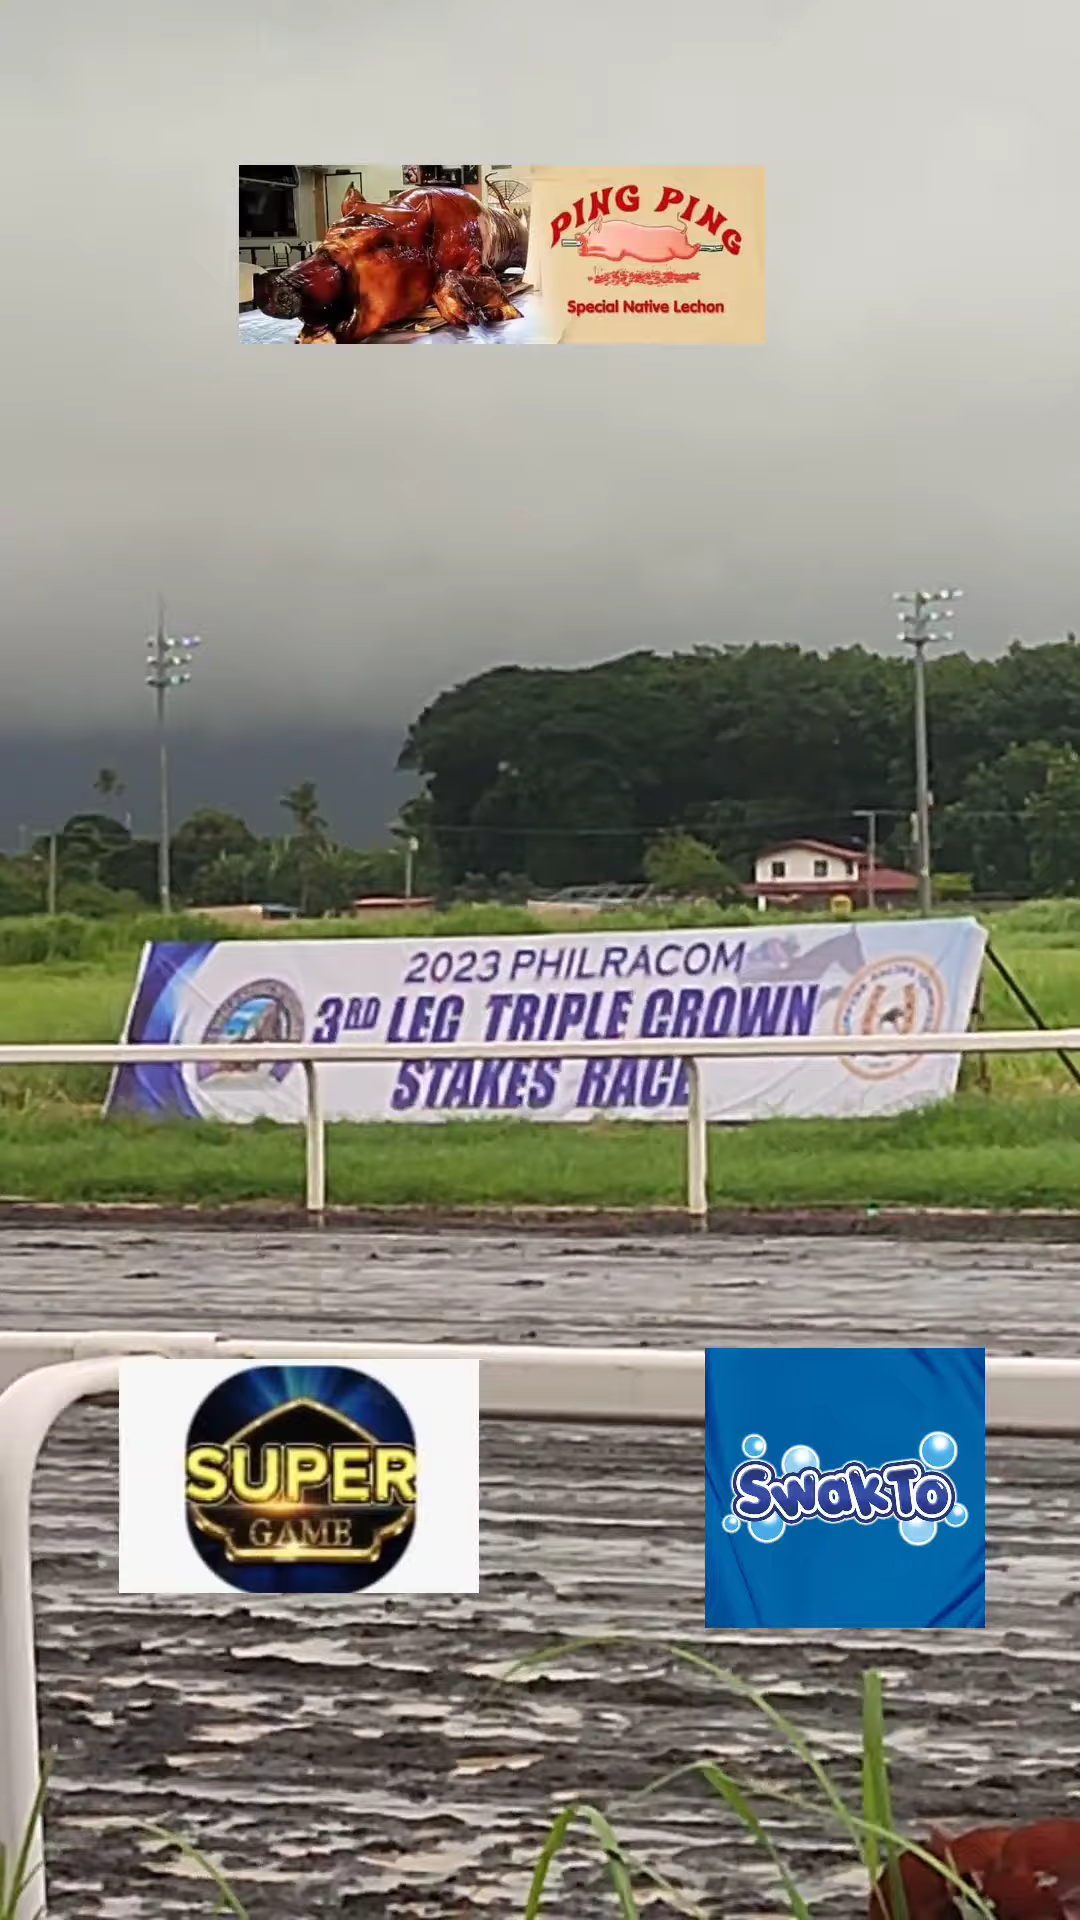 PING PING
Special Native Lechon
2023 PHILRACOM
3RD LEG TRIPLE CROWN
STAKES RACE
SUPER
GAME
SwakTo